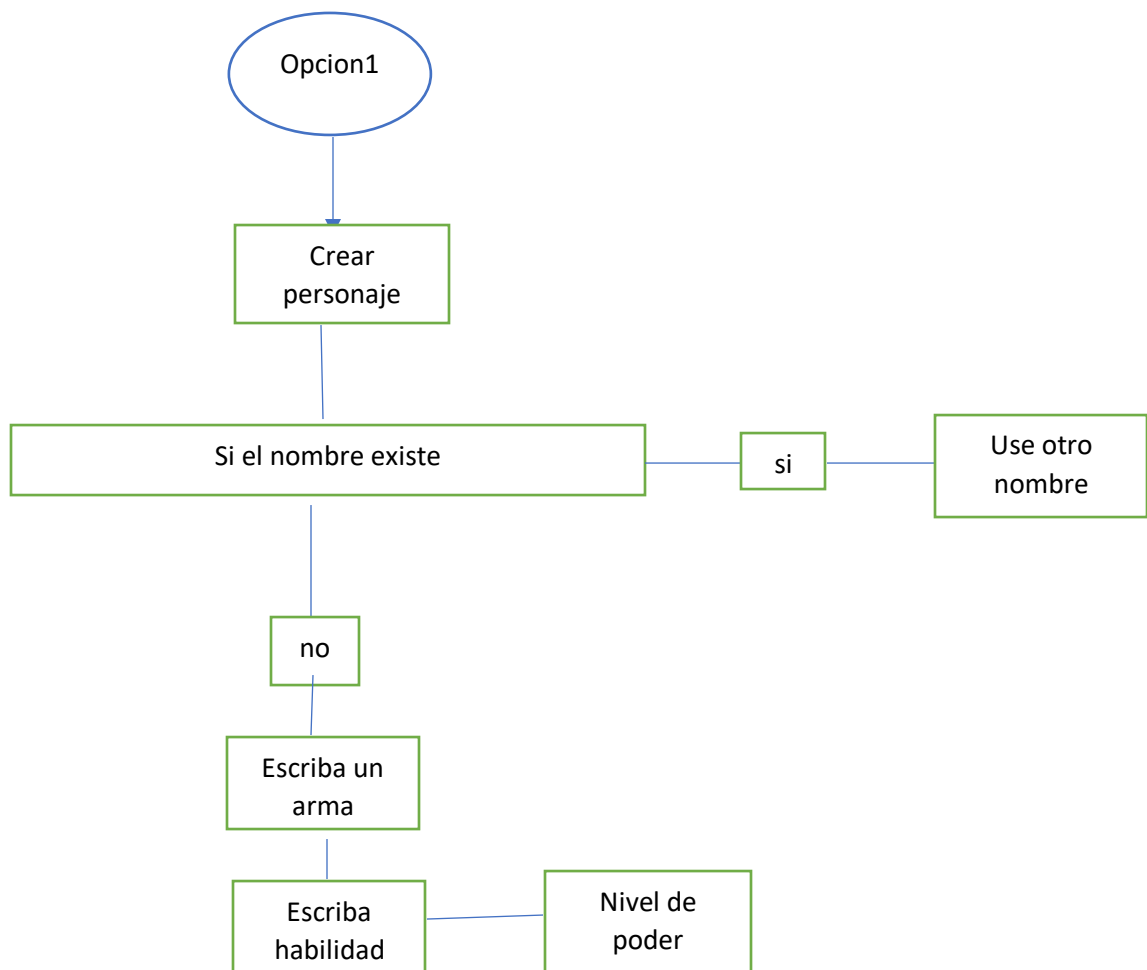 Opcion1
Crear
personaje
Si el nombre existe
si
Use otro
nombre
no
Escriba un
arma
Escriba
habilidad
Nivel de
poder